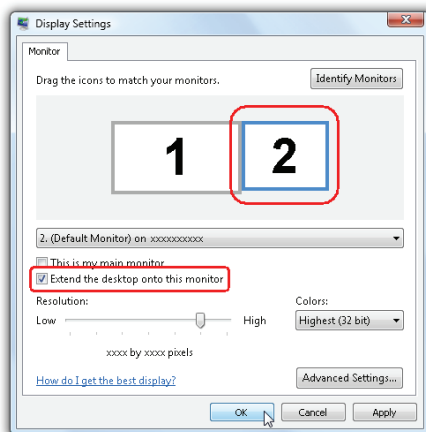 Display Settings
Monitor
Drag the icons to match your monitors.
Identify Monitors
1
2
2. (Default Monitor) on xxxxxxxxxx
This is my main monitor
Extend the desktop onto this monitor
Resolution:
Colors:
Low
High
Highest (32 bit)
xxxx by xxxx pixels
How do I get the best display?
Advanced Settings...
OK
Cancel
Apply